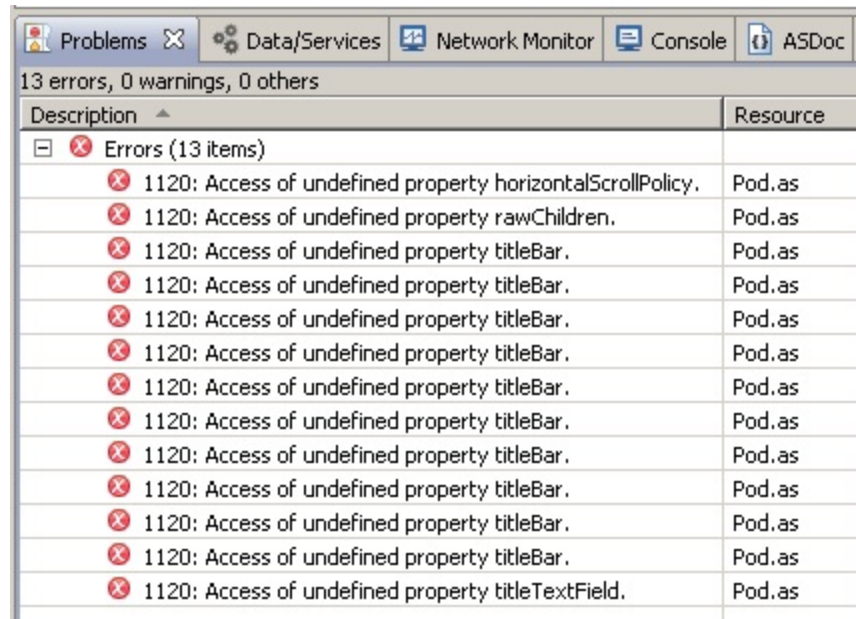 Problems Data/Services Network Monitor Console ASDoc
13 errors, 0 warnings, 0 others
Description Resource
Errors (13 items)
1120: Access of undefined property horizontalScrollPolicy. Pod.as
1120: Access of undefined property rawChildren. Pod.as
1120: Access of undefined property titleBar. Pod.as
1120: Access of undefined property titleBar. Pod.as
1120: Access of undefined property titleBar. Pod.as
1120: Access of undefined property titleBar. Pod.as
1120: Access of undefined property titleBar. Pod.as
1120: Access of undefined property titleBar. Pod.as
1120: Access of undefined property titleBar. Pod.as
1120: Access of undefined property titleBar. Pod.as
1120: Access of undefined property titleBar. Pod.as
1120: Access of undefined property titleBar. Pod.as
1120: Access of undefined property titleTextField. Pod.as